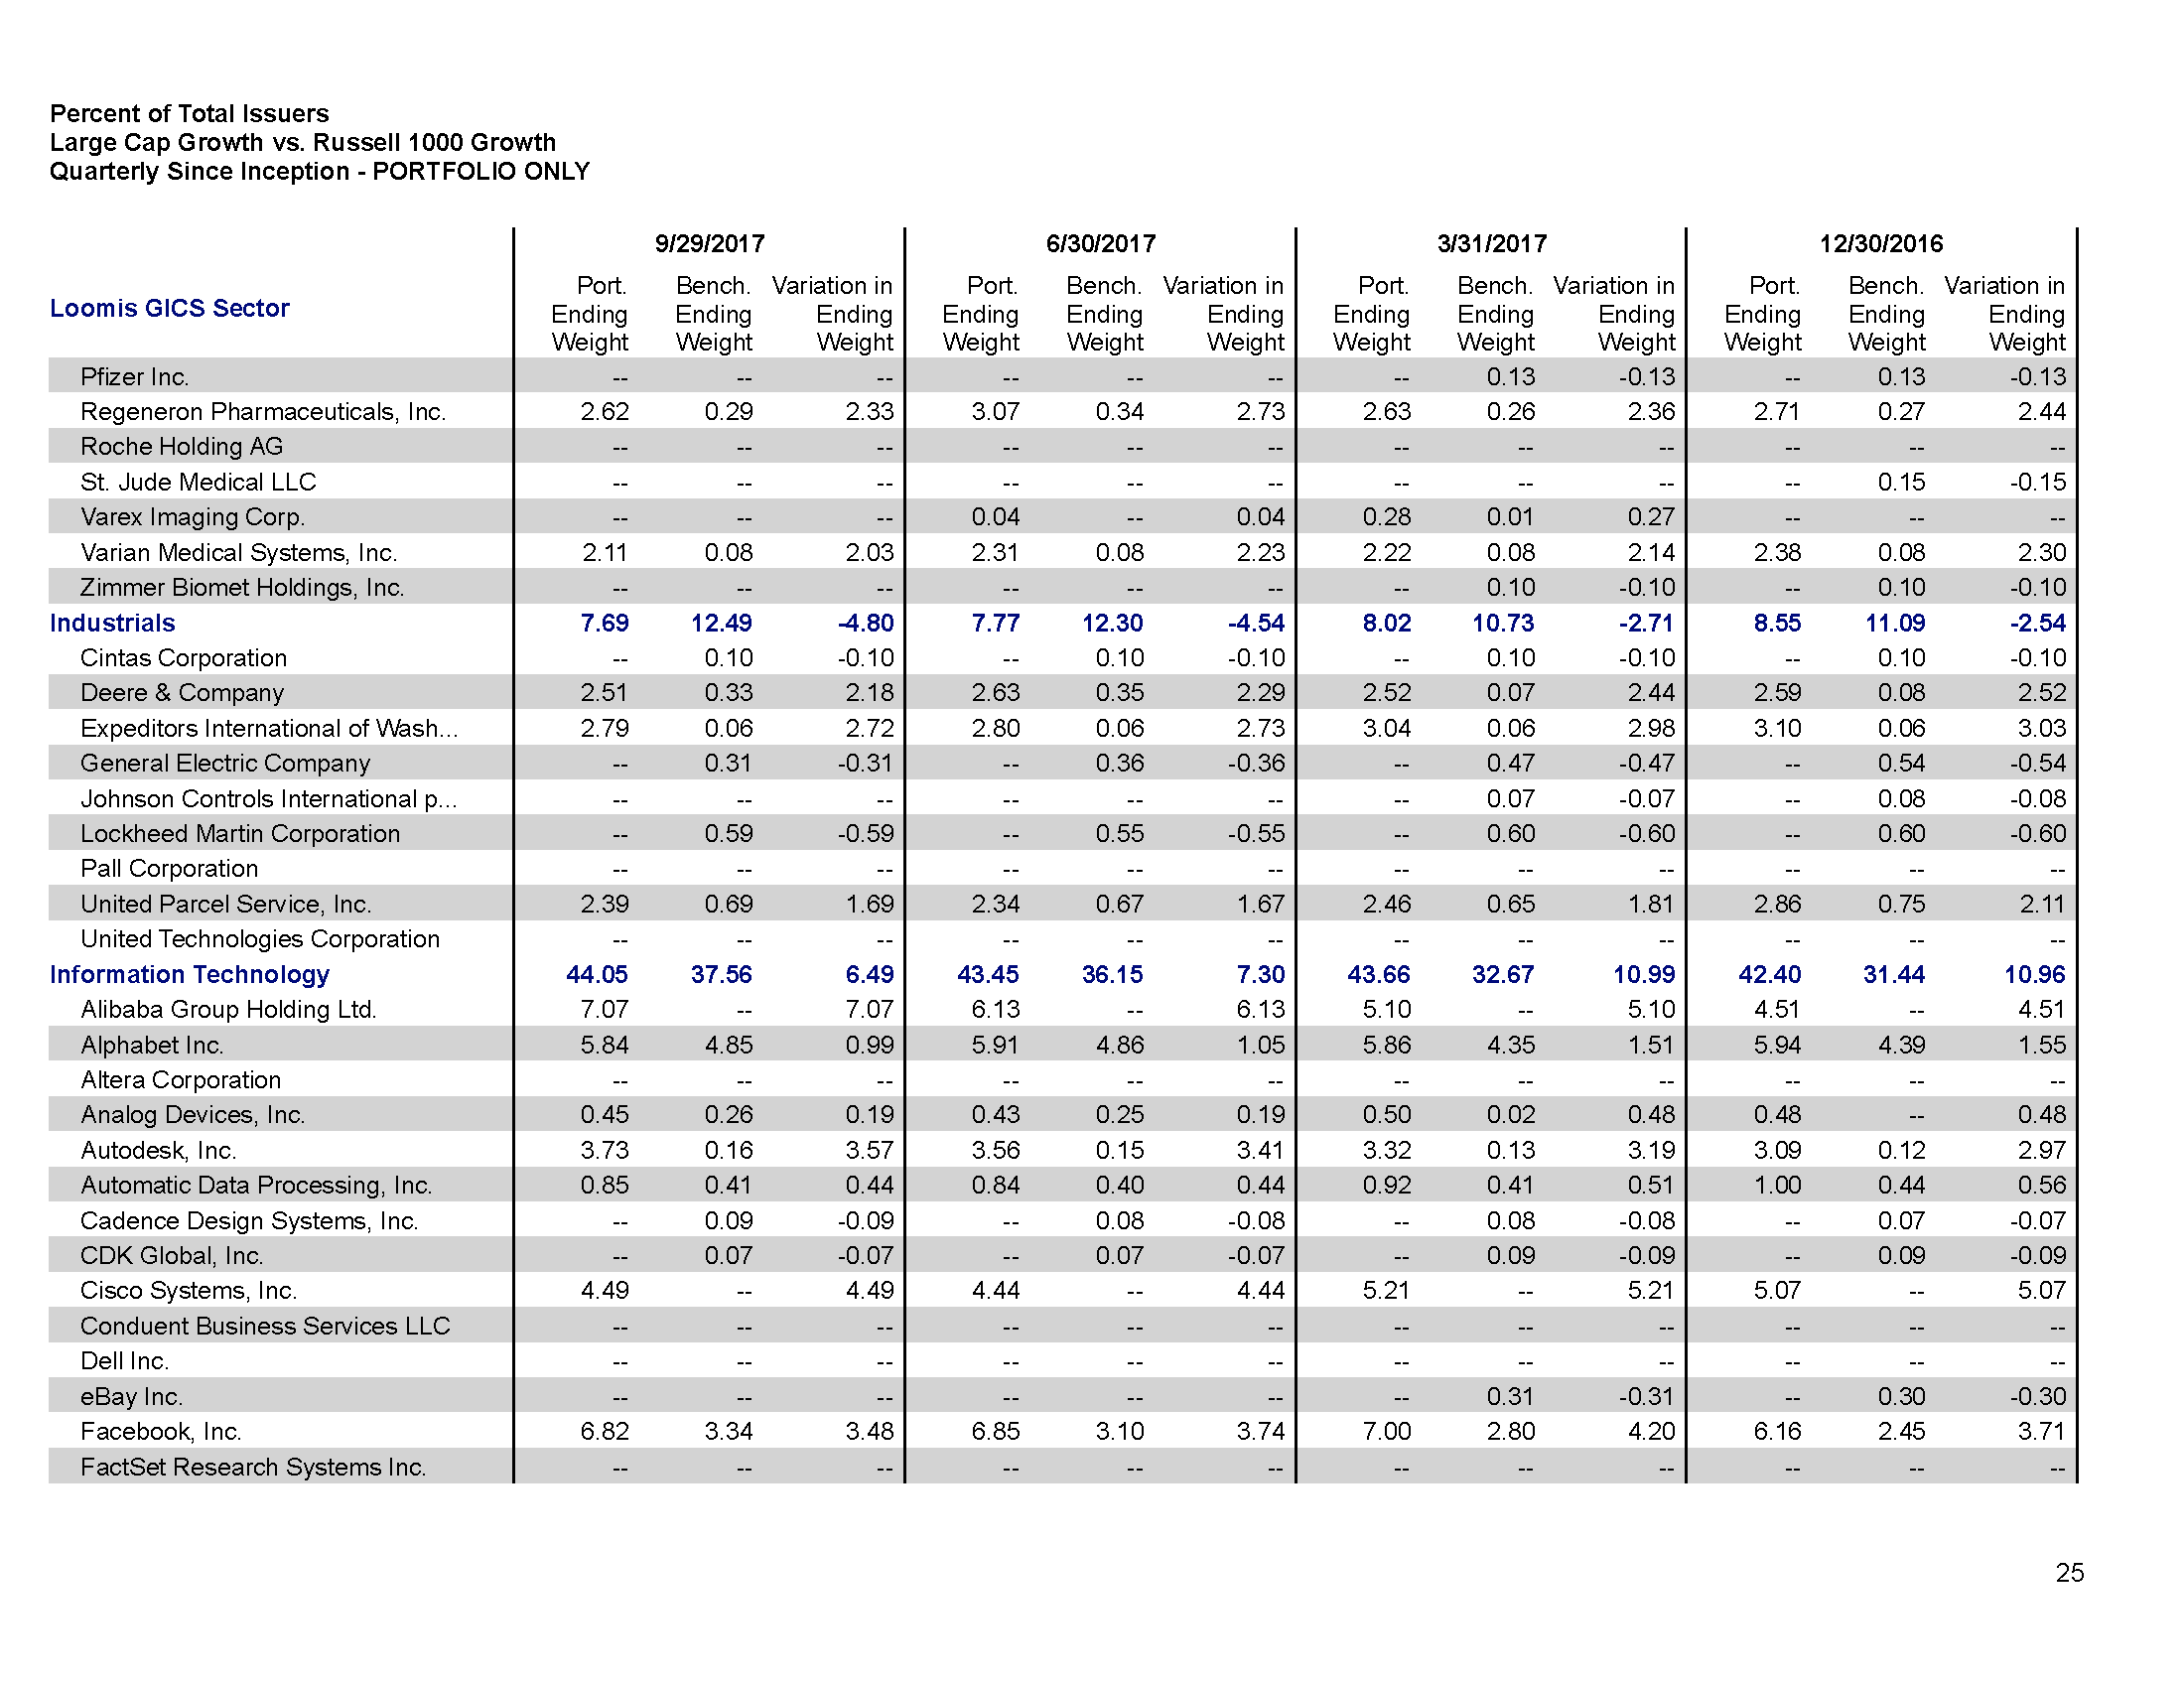 Percent of Total Issuers
Large Cap Growth vs. Russell 1000 Growth
Quarterly Since Inception - PORTFOLIO ONLY
9/29/2017 6/30/2017 3/31/2017 12/30/2016
Loomis GICS Sector
Port. Bench. Variation in Port. Bench. Variation in Port. Bench. Variation in Port. Bench. Variation in
Ending Ending Ending Ending Ending Ending Ending Ending Ending Ending Ending Ending
Weight Weight Weight Weight Weight Weight Weight Weight Weight Weight Weight Weight
Pfizer Inc. -- -- -- -- -- -- -- 0.13 -0.13 -- 0.13 -0.13
Regeneron Pharmaceuticals, Inc. 2.62 0.29 2.33 3.07 0.34 2.73 2.63 0.26 2.36 2.71 0.27 2.44
Roche Holding AG -- -- -- -- -- -- -- -- -- -- -- --
St. Jude Medical LLC -- -- -- -- -- -- -- -- -- -- 0.15 -0.15
Varex Imaging Corp. -- -- -- 0.04 -- 0.04 0.28 0.01 0.27 -- -- --
Varian Medical Systems, Inc. 2.11 0.08 2.03 2.31 0.08 2.23 2.22 0.08 2.14 2.38 0.08 2.30
Zimmer Biomet Holdings, Inc. -- -- -- -- -- -- -- 0.10 -0.10 -- 0.10 -0.10
Industrials 7.69 12.49 -4.80 7.77 12.30 -4.54 8.02 10.73 -2.71 8.55 11.09 -2.54
Cintas Corporation -- 0.10 -0.10 -- 0.10 -0.10 -- 0.10 -0.10 -- 0.10 -0.10
Deere & Company 2.51 0.33 2.18 2.63 0.35 2.29 2.52 0.07 2.44 2.59 0.08 2.52
Expeditors International of Wash... 2.79 0.06 2.72 2.80 0.06 2.73 3.04 0.06 2.98 3.10 0.06 3.03
General Electric Company -- 0.31 -0.31 -- 0.36 -0.36 -- 0.47 -0.47 -- 0.54 -0.54
Johnson Controls International p... -- -- -- -- -- -- -- 0.07 -0.07 -- 0.08 -0.08
Lockheed Martin Corporation -- 0.59 -0.59 -- 0.55 -0.55 -- 0.60 -0.60 -- 0.60 -0.60
Pall Corporation -- -- -- -- -- -- -- -- -- -- -- --
United Parcel Service, Inc. 2.39 0.69 1.69 2.34 0.67 1.67 2.46 0.65 1.81 2.86 0.75 2.11
United Technologies Corporation -- -- -- -- -- -- -- -- -- -- -- --
Information Technology 44.05 37.56 6.49 43.45 36.15 7.30 43.66 32.67 10.99 42.40 31.44 10.96
Alibaba Group Holding Ltd. 7.07 -- 7.07 6.13 -- 6.13 5.10 -- 5.10 4.51 -- 4.51
Alphabet Inc. 5.84 4.85 0.99 5.91 4.86 1.05 5.86 4.35 1.51 5.94 4.39 1.55
Altera Corporation -- -- -- -- -- -- -- -- -- -- -- --
Analog Devices, Inc. 0.45 0.26 0.19 0.43 0.25 0.19 0.50 0.02 0.48 0.48 -- 0.48
Autodesk, Inc. 3.73 0.16 3.57 3.56 0.15 3.41 3.32 0.13 3.19 3.09 0.12 2.97
Automatic Data Processing, Inc. 0.85 0.41 0.44 0.84 0.40 0.44 0.92 0.41 0.51 1.00 0.44 0.56
Cadence Design Systems, Inc. -- 0.09 -0.09 -- 0.08 -0.08 -- 0.08 -0.08 -- 0.07 -0.07
CDK Global, Inc. -- 0.07 -0.07 -- 0.07 -0.07 -- 0.09 -0.09 -- 0.09 -0.09
Cisco Systems, Inc. 4.49 -- 4.49 4.44 -- 4.44 5.21 -- 5.21 5.07 -- 5.07
Conduent Business Services LLC -- -- -- -- -- -- -- -- -- -- -- --
Dell Inc. -- -- -- -- -- -- -- -- -- -- -- --
eBay Inc. -- -- -- -- -- -- -- 0.31 -0.31 -- 0.30 -0.30
Facebook, Inc. 6.82 3.34 3.48 6.85 3.10 3.74 7.00 2.80 4.20 6.16 2.45 3.71
FactSet Research Systems Inc. -- -- -- -- -- -- -- -- -- -- -- --
25